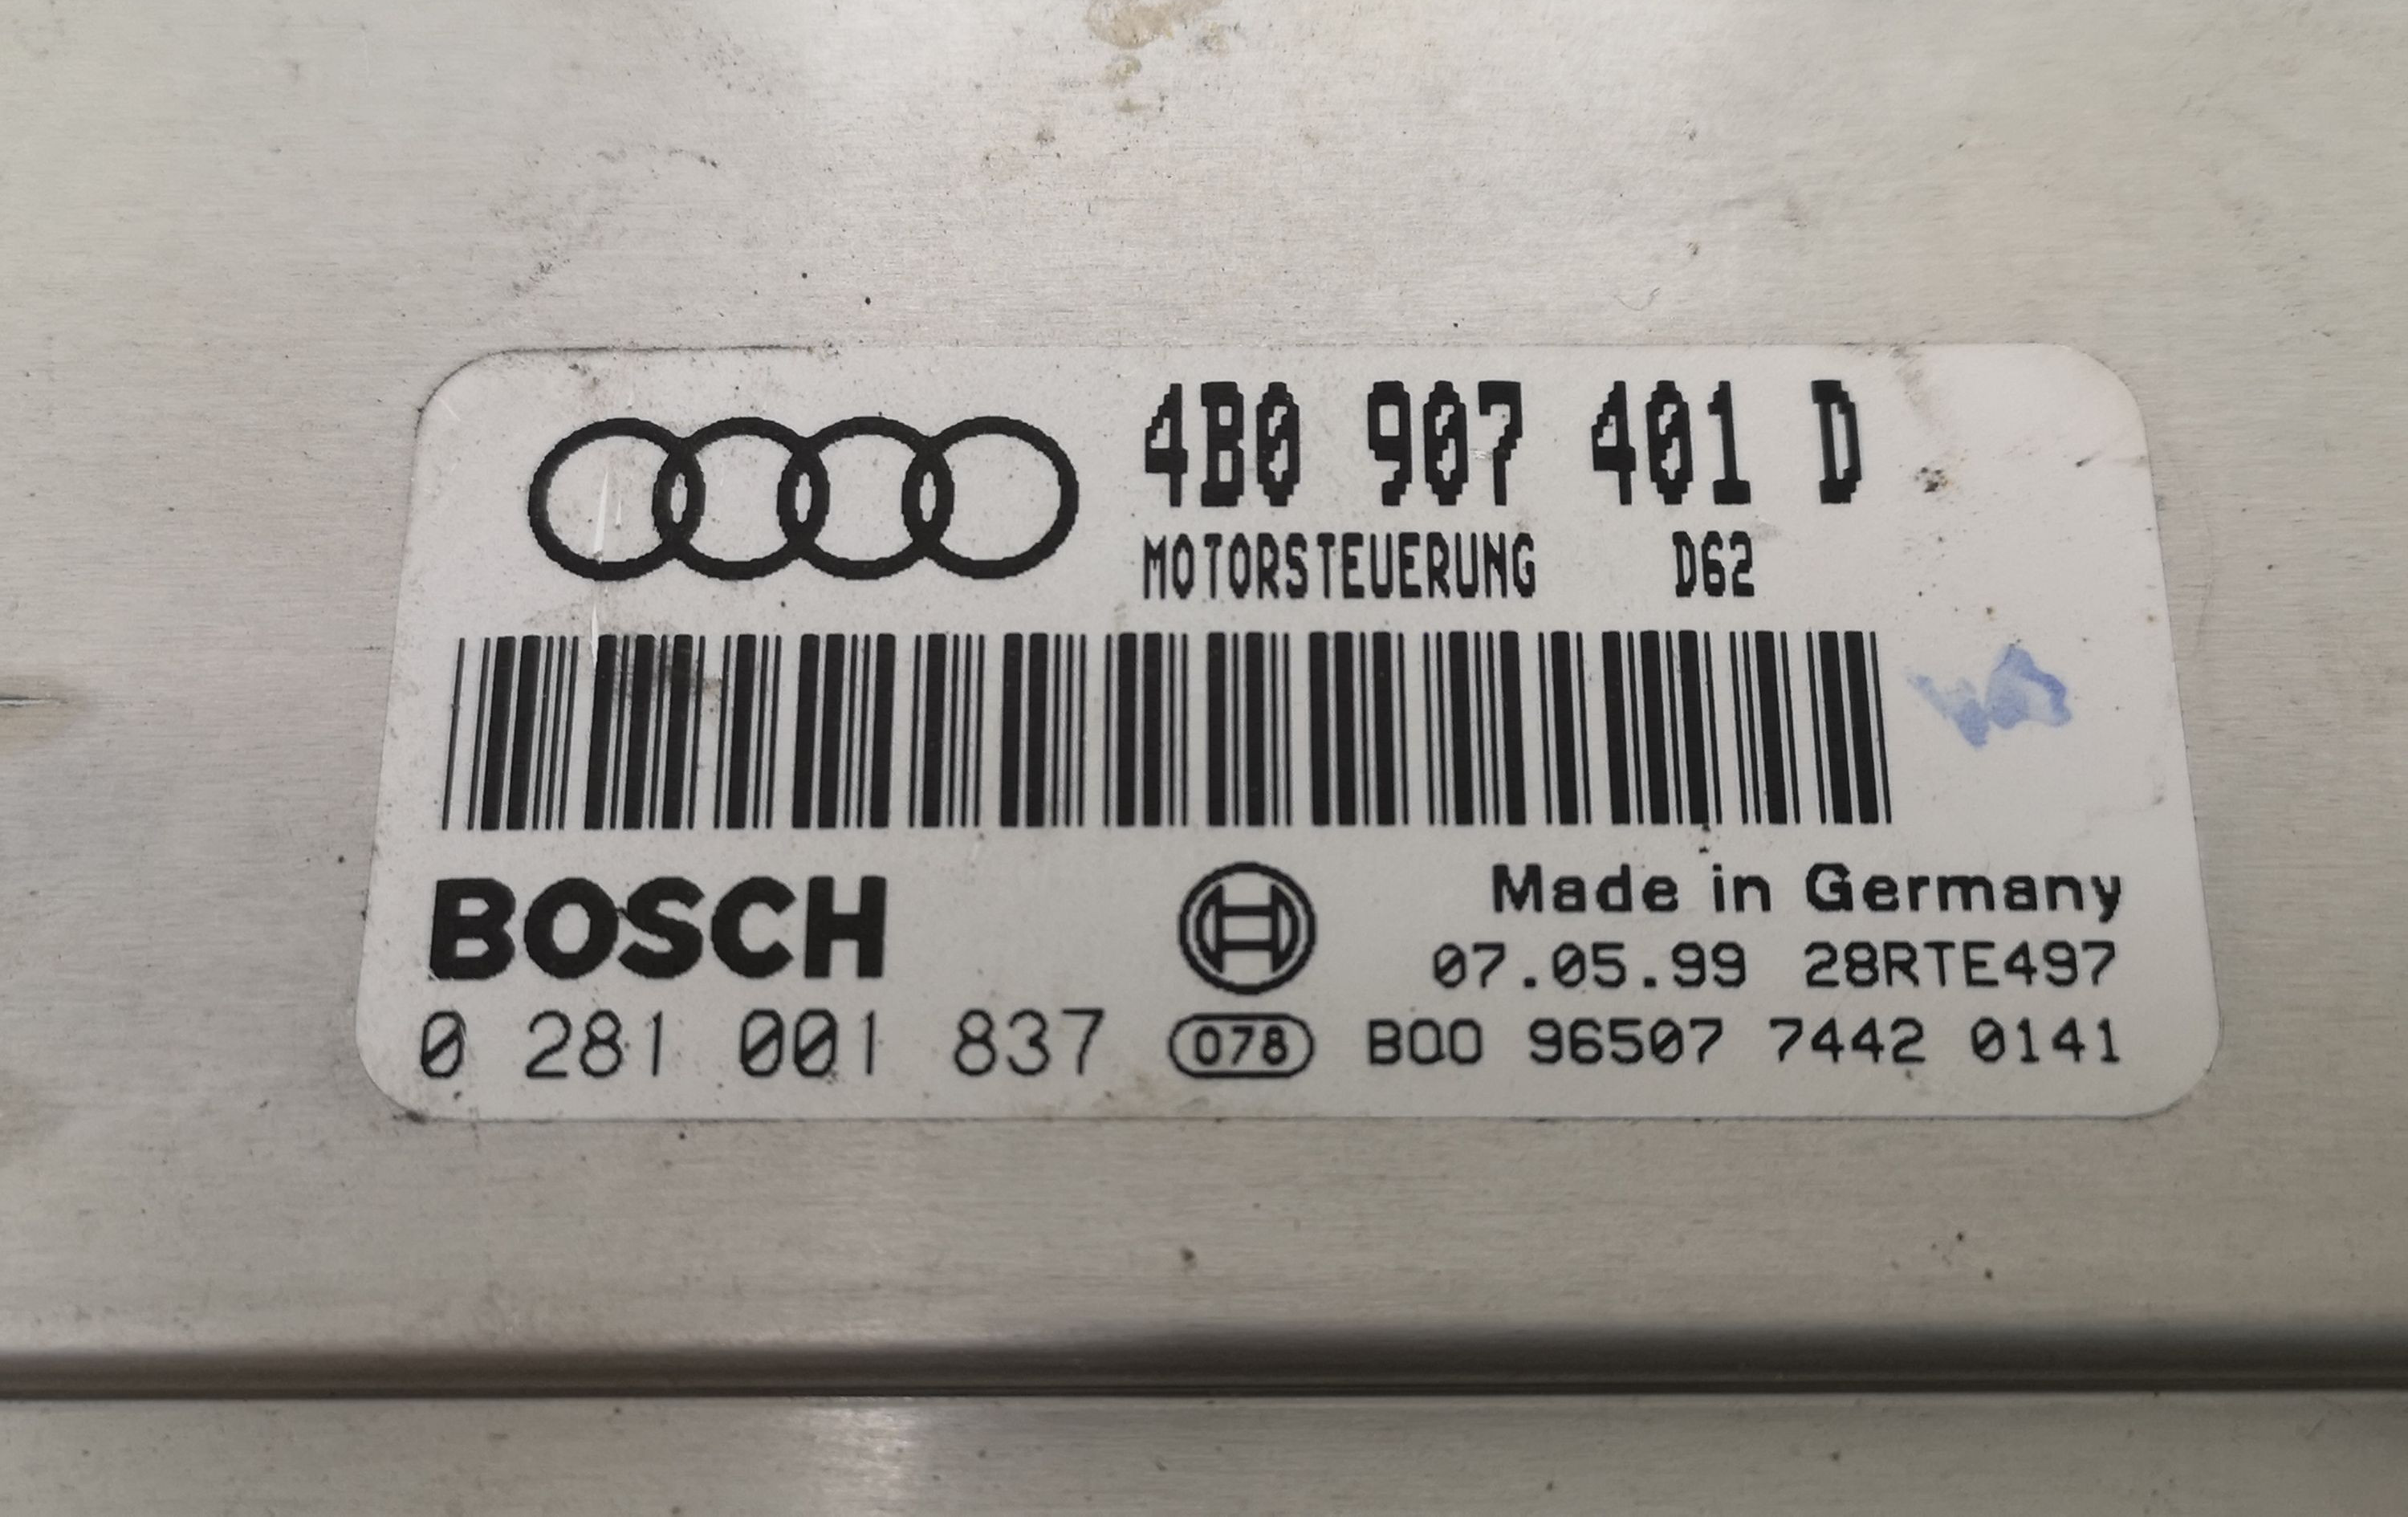 4B0 907 401 D
MOTORSTEUERUNG D62
BOSCH
Made in Germany
07.05.99 28RTE497
0 281 001 837 078 BQ0 96507 7442 0141